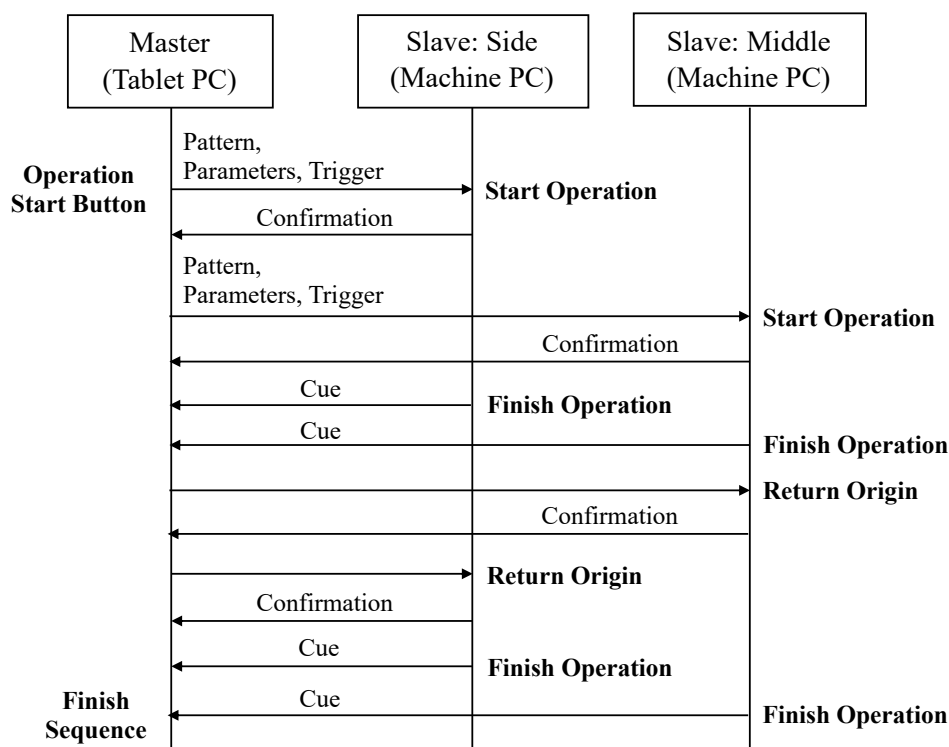 Master
(Tablet PC)
Slave: Side
(Machine PC)
Slave: Middle
(Machine PC)
Operation
Start Button
Pattern,
Parameters, Trigger
Start Operation
Confirmation
Pattern,
Parameters, Trigger
Start Operation
Confirmation
Cue
Finish Operation
Cue
Finish Operation
Return Origin
Confirmation
Return Origin
Confirmation
Cue
Finish Operation
Finish
Sequence
Cue
Finish Operation